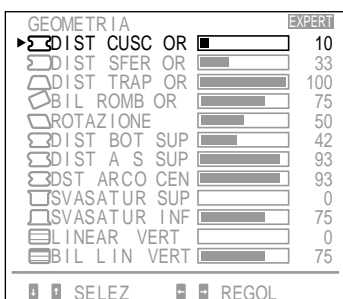 GEOMETRIA EXPERT
DIST CUSC OR 10
DIST SFER OR 33
DIST TRAP OR 100
BIL ROMB OR 75
ROTAZIONE 50
DIST BOT SUP 42
DIST A S SUP 93
DST ARCO CEN 93
SVASATUR SUP 0
SVASATUR INF 75
LINEAR VERT 0
BIL LIN VERT 75
SELEZ REGOL